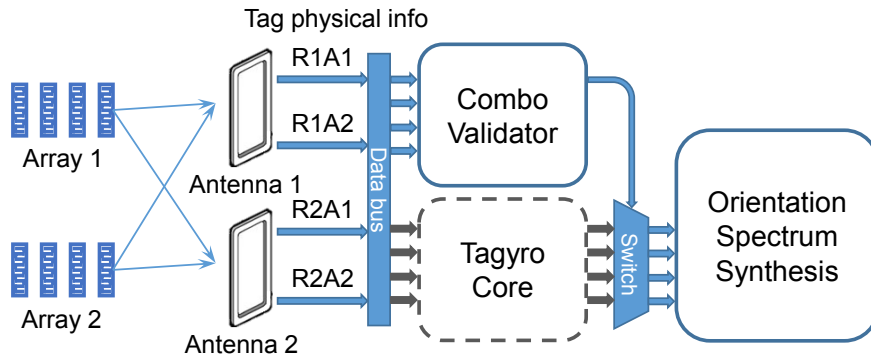 Tag physical info
R1A1
R1A2
R2A1
R2A2
Array 1
Array 2
Antenna 1
Antenna 2
Data bus
Combo
Validator
Tagyro
Core
Switch
Orientation
Spectrum
Synthesis